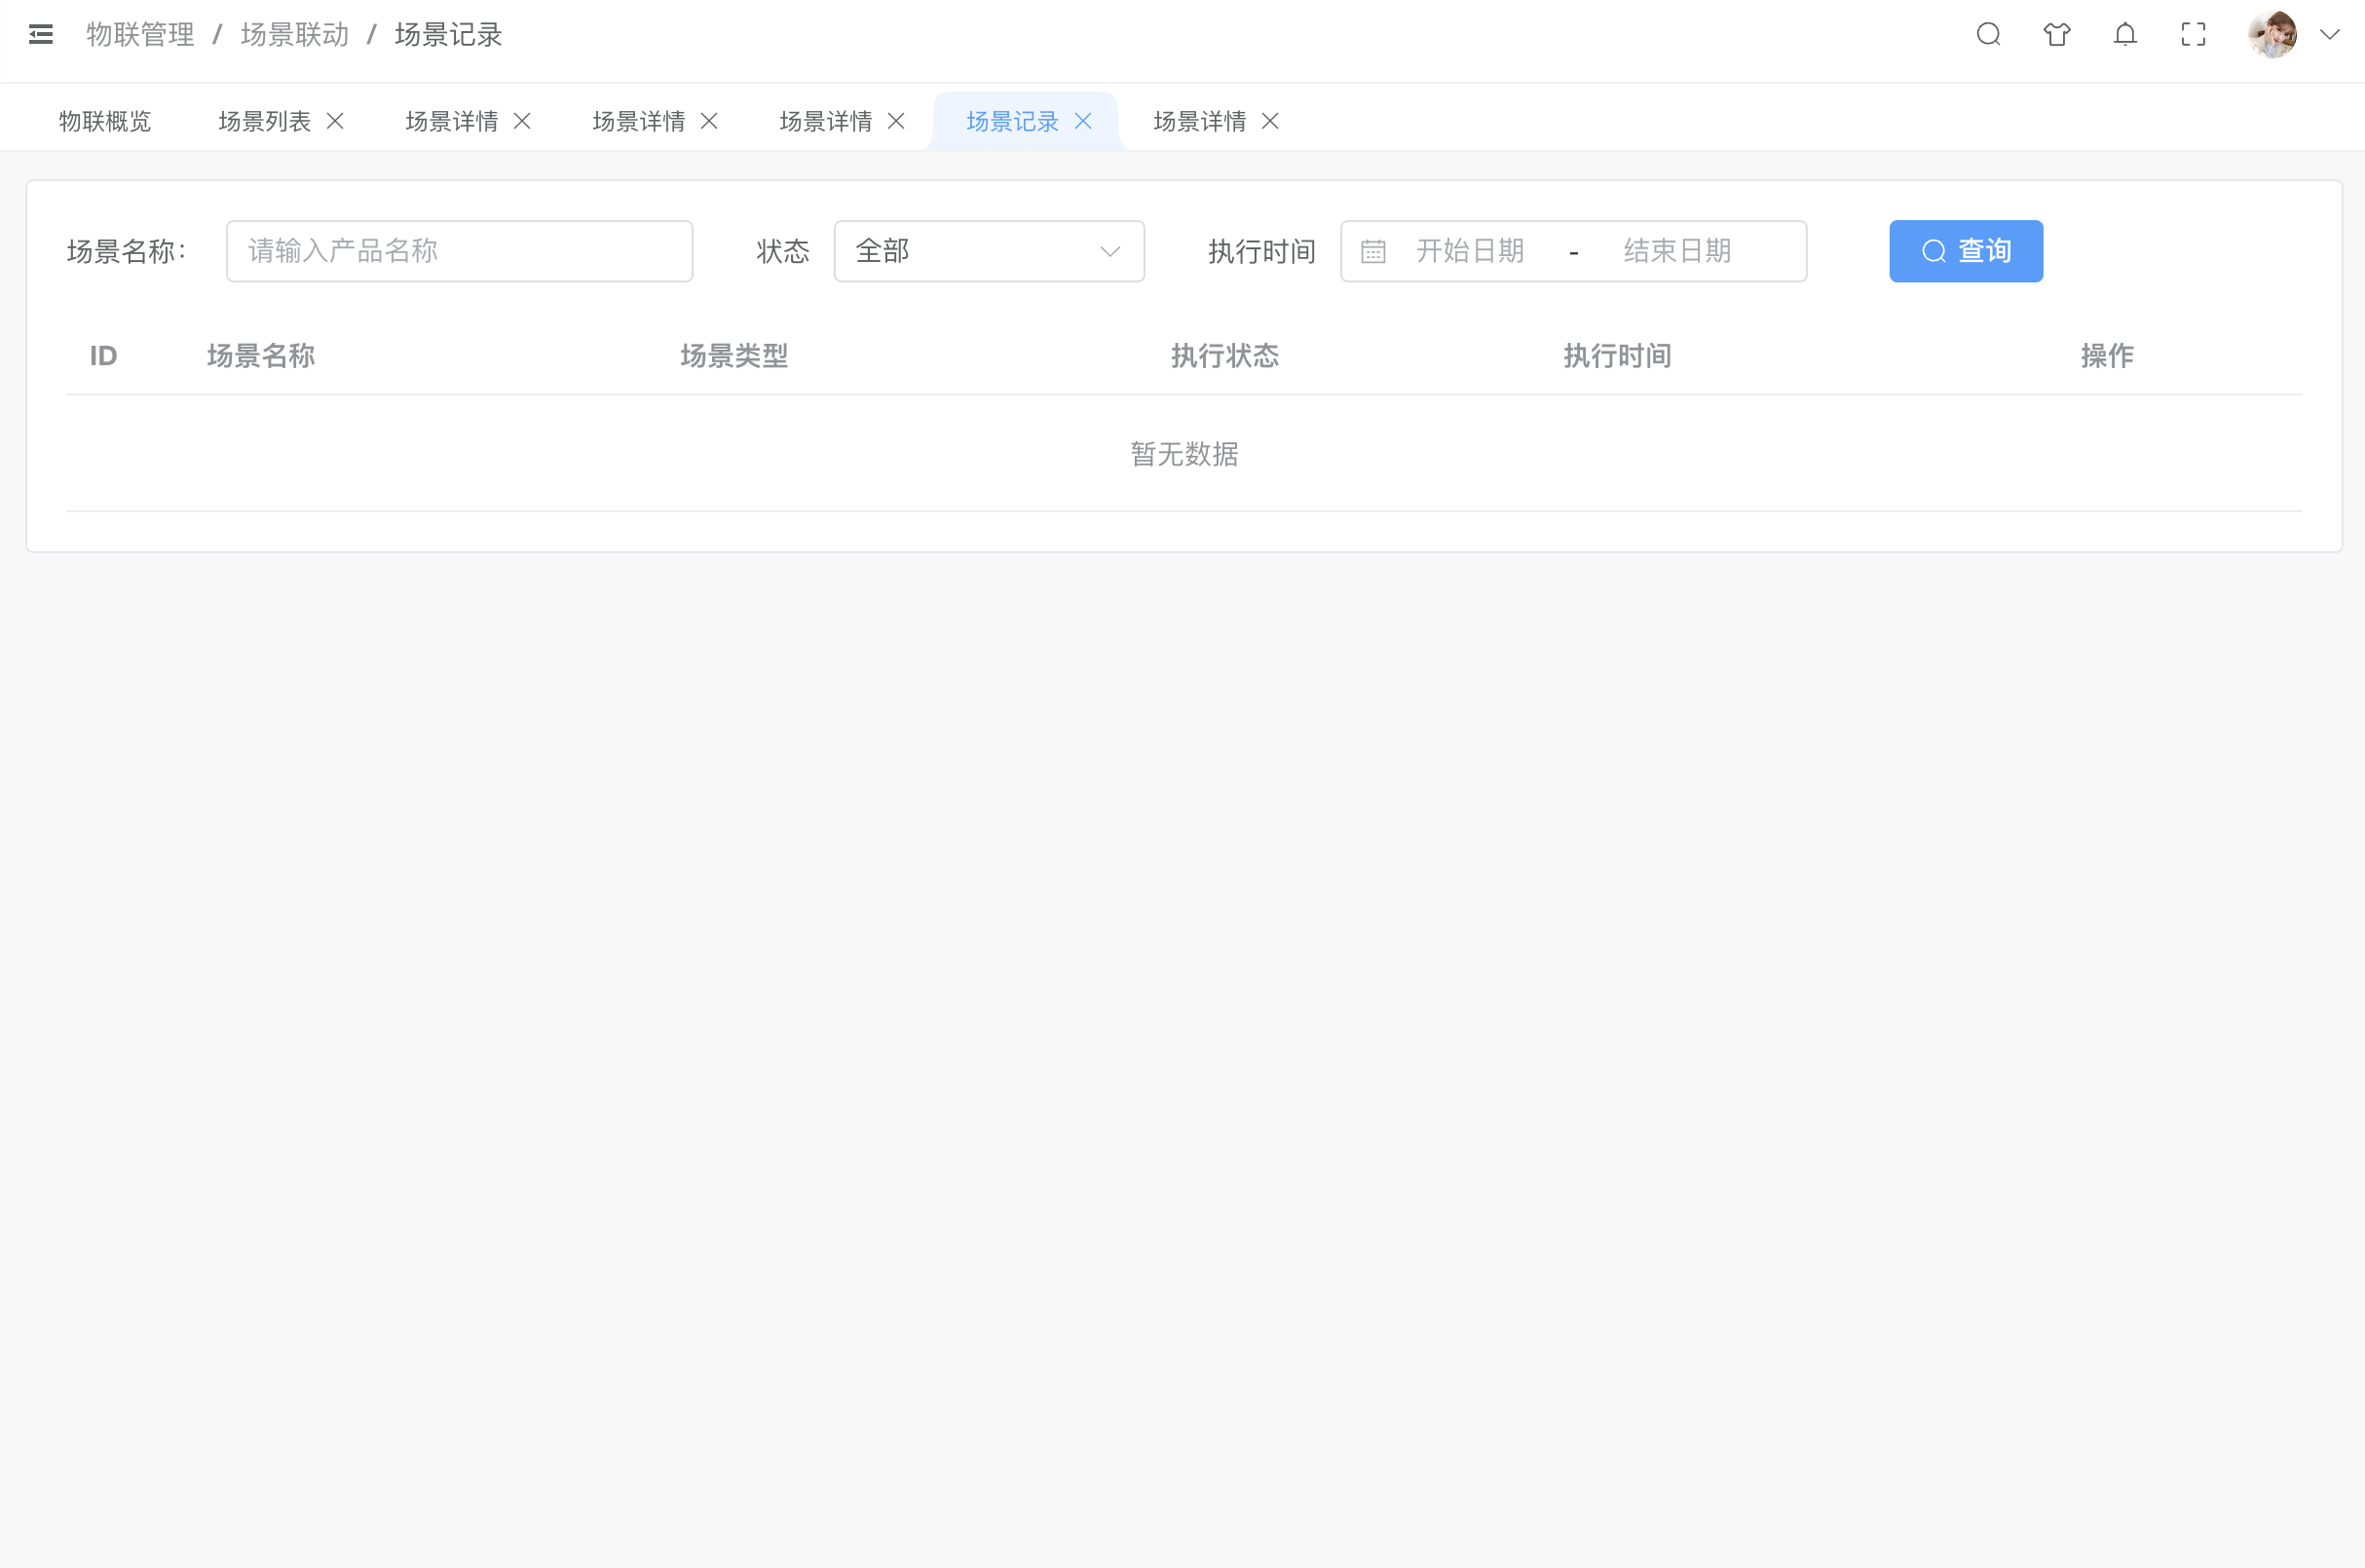 物联管理 / 场景联动 / 场景记录
物联概览 场景列表 场景详情 场景详情 场景详情 场景记录 场景详情
场景名称: 请输入产品名称 状态 全部 执行时间 开始日期 - 结束日期 查询
ID 场景名称 场景类型 执行状态 执行时间 操作
暂无数据